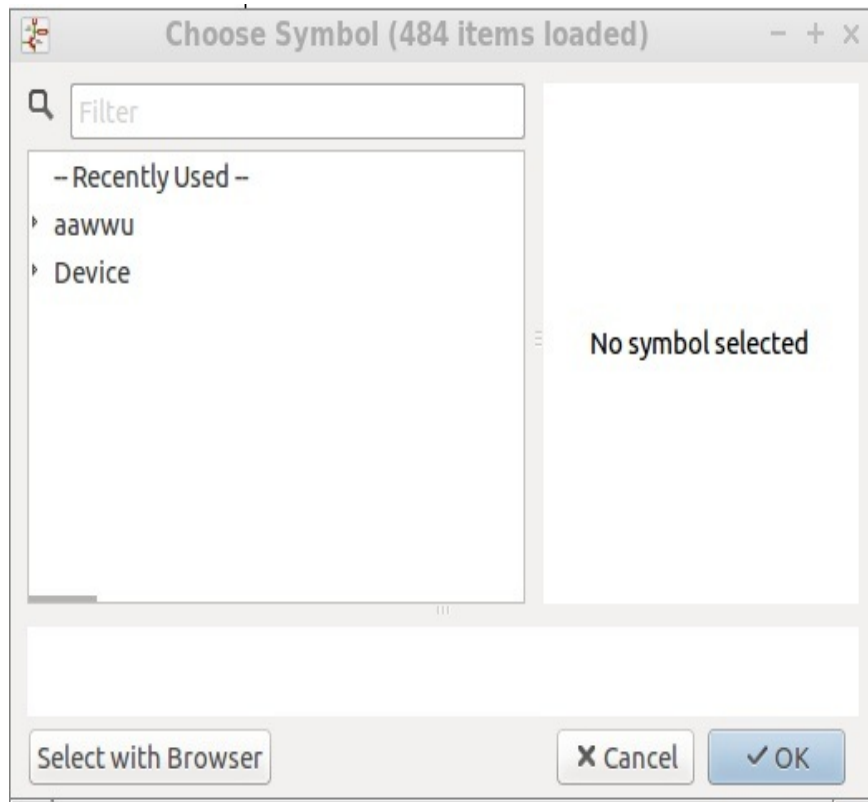 Choose Symbol (484 items loaded)
Filter
-- Recently Used --
aawwu
Device
No symbol selected
Select with Browser
Cancel
OK